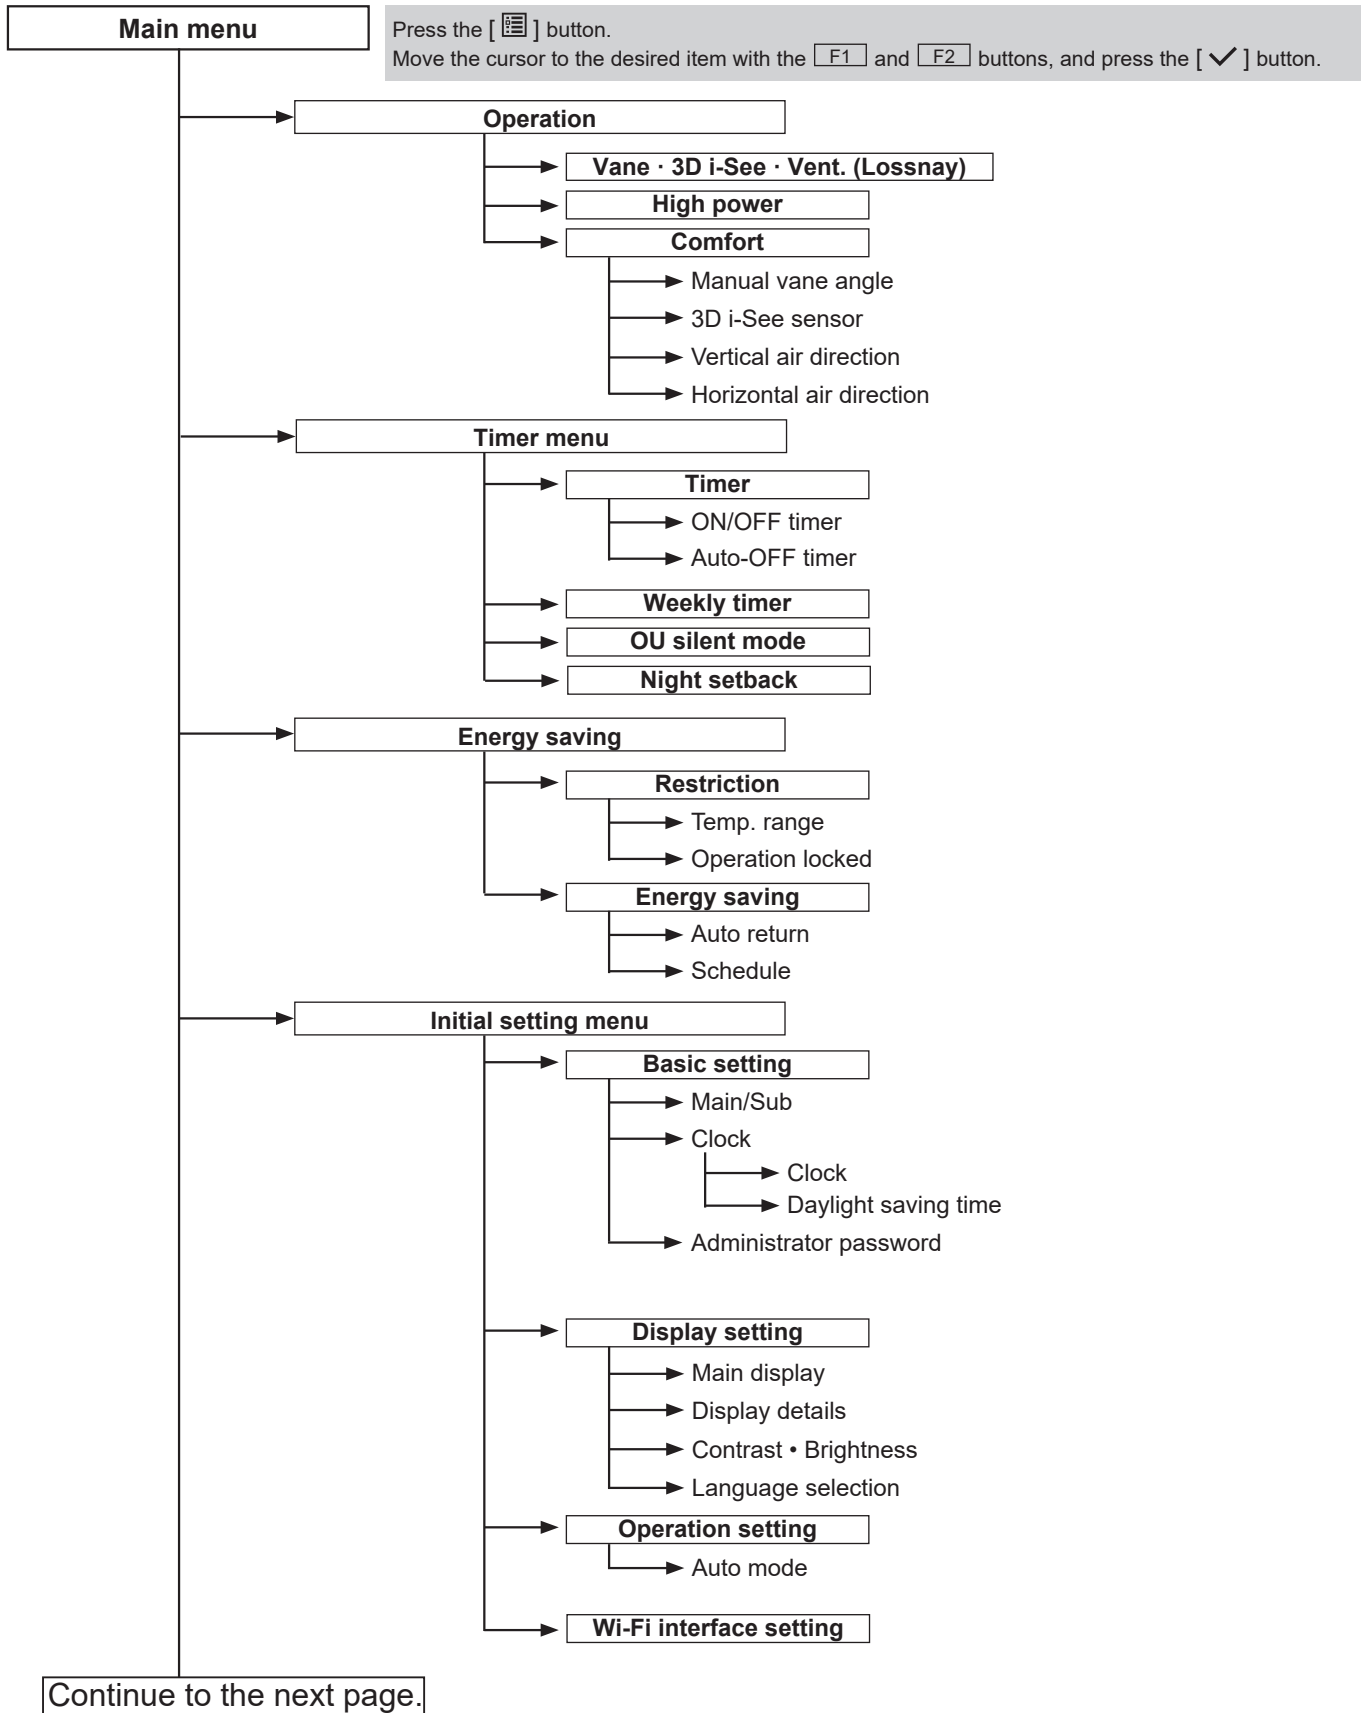 Main menu
Press the [ ] button.
Move the cursor to the desired item with the F1 and F2 buttons, and press the [ ✓ ] button.
Operation
Vane · 3D i-See · Vent. (Lossnay)
High power
Comfort
Manual vane angle
3D i-See sensor
Vertical air direction
Horizontal air direction
Timer menu
Timer
ON/OFF timer
Auto-OFF timer
Weekly timer
OU silent mode
Night setback
Energy saving
Restriction
Temp. range
Operation locked
Energy saving
Auto return
Schedule
Initial setting menu
Basic setting
Main/Sub
Clock
Clock
Daylight saving time
Administrator password
Display setting
Main display
Display details
Contrast • Brightness
Language selection
Operation setting
Auto mode
Wi-Fi interface setting
Continue to the next page.